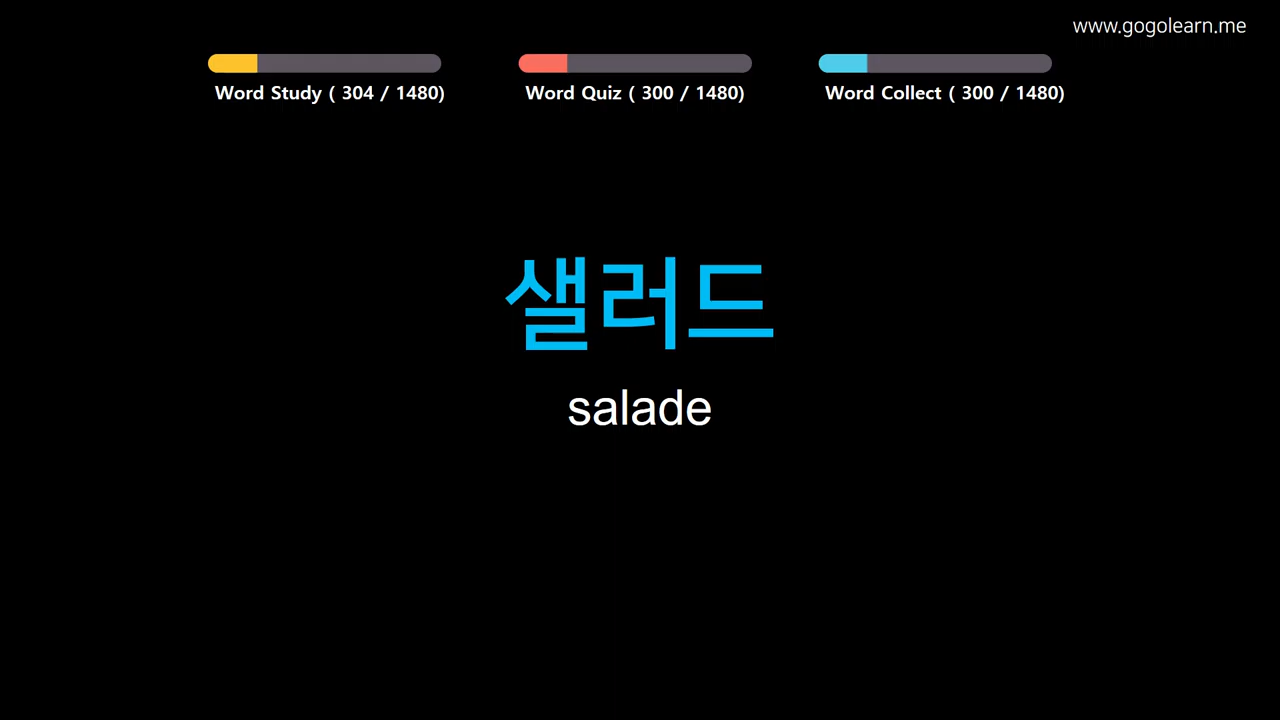 www.gogolearn.me
Word Study ( 304 / 1480)
Word Quiz ( 300 / 1480)
Word Collect ( 300 / 1480)
샐러드
salade